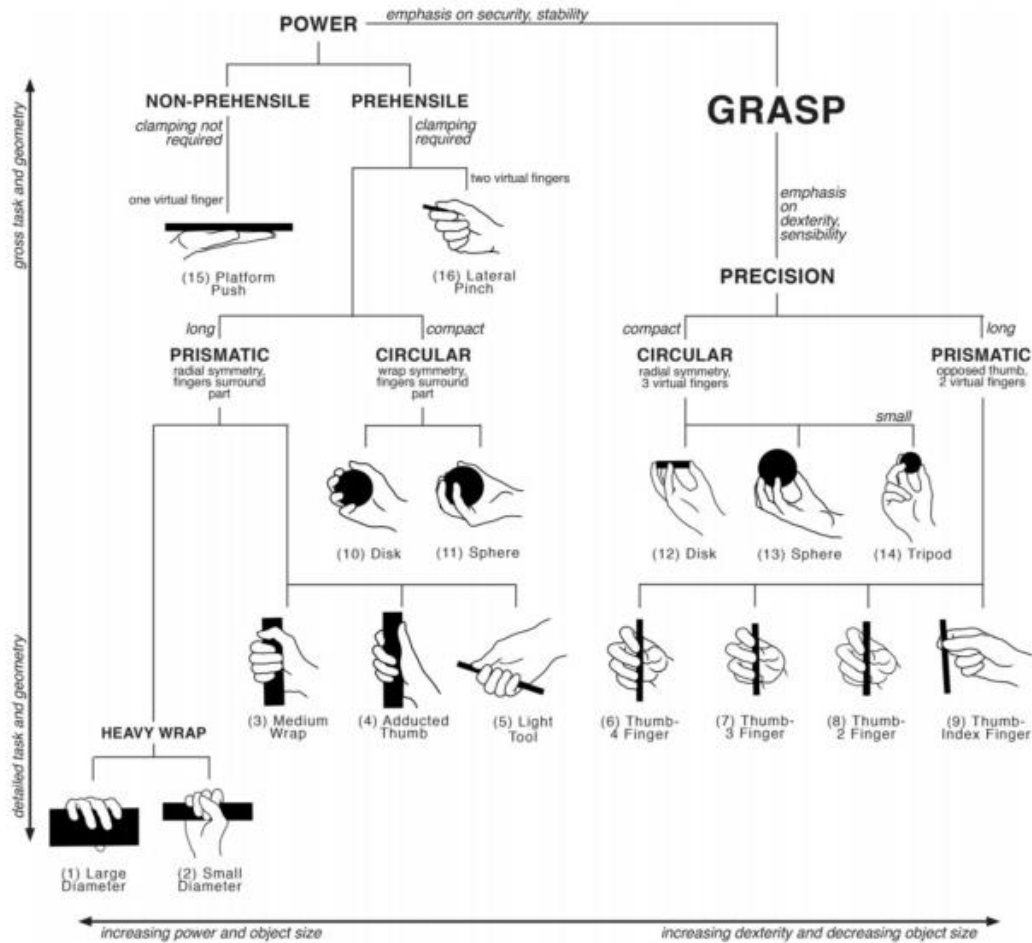 emphasis on security, stability
POWER
NON-PREHENSILE
PREHENSILE
GRASP
clamping not
required
clamping
required
one virtual finger
two virtual fingers
emphasis
on
dexterity,
sensibility
(15) Platform
Push
(16) Lateral
Pinch
PRECISION
gross task and geometry
long
compact
compact
long
PRISMATIC
radial symmetry,
fingers surround
part
CIRCULAR
wrap symmetry,
fingers surround
part
CIRCULAR
radial symmetry,
3 virtual fingers
PRISMATIC
opposed thumb,
2 virtual fingers
small
(10) Disk
(11) Sphere
(12) Disk
(13) Sphere
(14) Tripod
(3) Medium
Wrap
(4) Adducted
Thumb
(5) Light
Tool
(6) Thumb-
4 Finger
(7) Thumb-
3 Finger
(8) Thumb-
2 Finger
(9) Thumb-
Index Finger
detailed task and geometry
HEAVY WRAP
(1) Large
Diameter
(2) Small
Diameter
increasing power and object size
increasing dexterity and decreasing object size